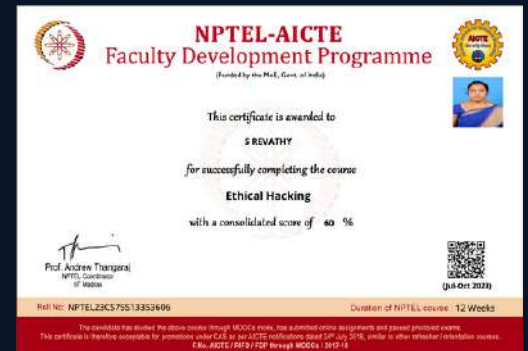 NPTEL-AICTE
Faculty Development Programme
(Funded by the MoE, Govt. of India)
AICTE
This certificate is awarded to
S REVATHY
for successfully completing the course
Ethical Hacking
with a consolidated score of 60 %
Prof. Andrew Thangaraj
NPTEL Coordinator
IIT Madras
(Jul-Oct 2023)
Roll No: NPTEL23CS75S13353606
Duration of NPTEL course : 12 Weeks
The candidate has studied the above course through MOOCs mode, has submitted online assignments and passed proctored exams.
This certificate is therefore acceptable for promotions under CAS as per AICTE notifications dated 24th July 2018, similar to other refresher / orientation courses.
F.No. AICTE / RIFD / FDP through MOOCs / 2017-18